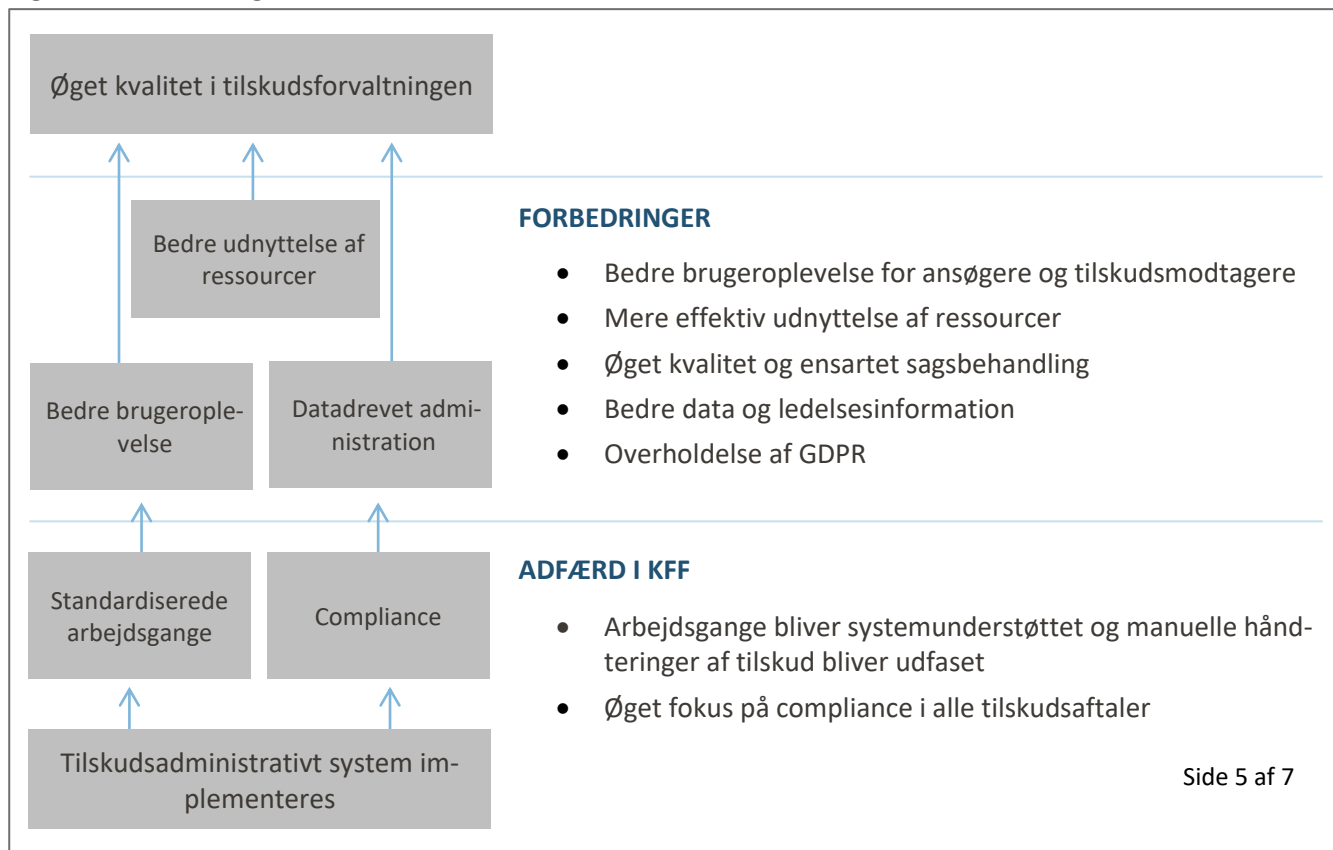 Øget kvalitet i tilskudsforvaltningen
Bedre udnyttelse af
ressourcer
Bedre brugerople-
velse
Datadrevet admi-
nistration
FORBEDRINGER
• Bedre brugeroplevelse for ansøgere og tilskudsmodtagere
• Mere effektiv udnyttelse af ressourcer
• Øget kvalitet og ensartet sagsbehandling
• Bedre data og ledelsesinformation
• Overholdelse af GDPR
Standardiserede
arbejdsgange
Compliance
ADFÆRD I KFF
• Arbejdsgange bliver systemunderstøttet og manuelle hånd-
teringer af tilskud bliver udfaset
• Øget fokus på compliance i alle tilskudsaftaler
Tilskudsadministrativt system im-
plementeres
Side 5 af 7